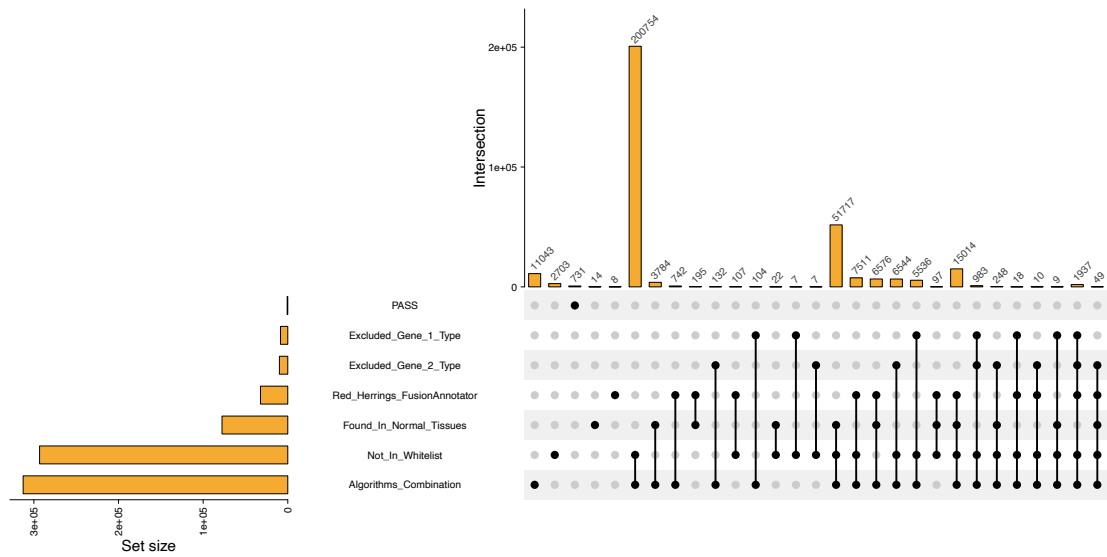 2e+05
1e+05
0
Intersection
11043
2703
731
14
8
200754
3784
742
195
132
107
104
22
7
7
51717
7511
6576
6544
5536
97
15014
983
248
18
10
9
1937
49
PASS
Excluded_Gene_1_Type
Excluded_Gene_2_Type
Red_Herrings_FusionAnnotator
Found_In_Normal_Tissues
Not_In_Whitelist
Algorithms_Combination
3e+05
2e+05
1e+05
0
Set size